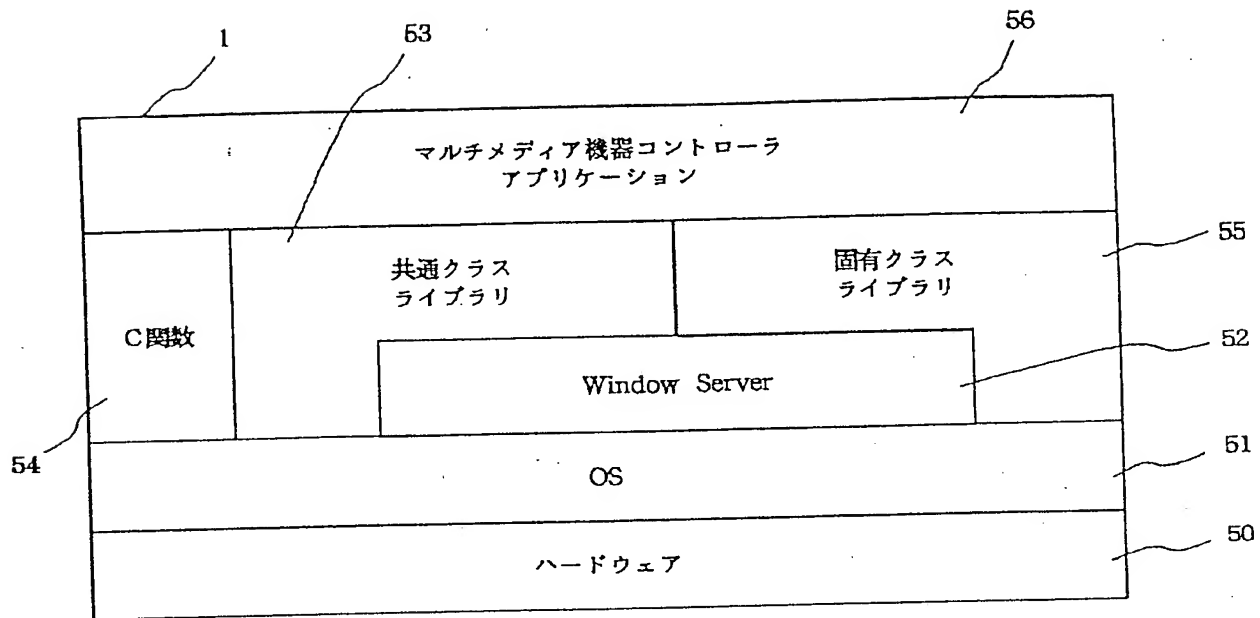 1
53
56
マルチメディア機器コントローラ
アプリケーション
共通クラス
ライブラリ
固有クラス
ライブラリ
55
C関数
Window Server
52
54
OS
51
ハードウェア
50